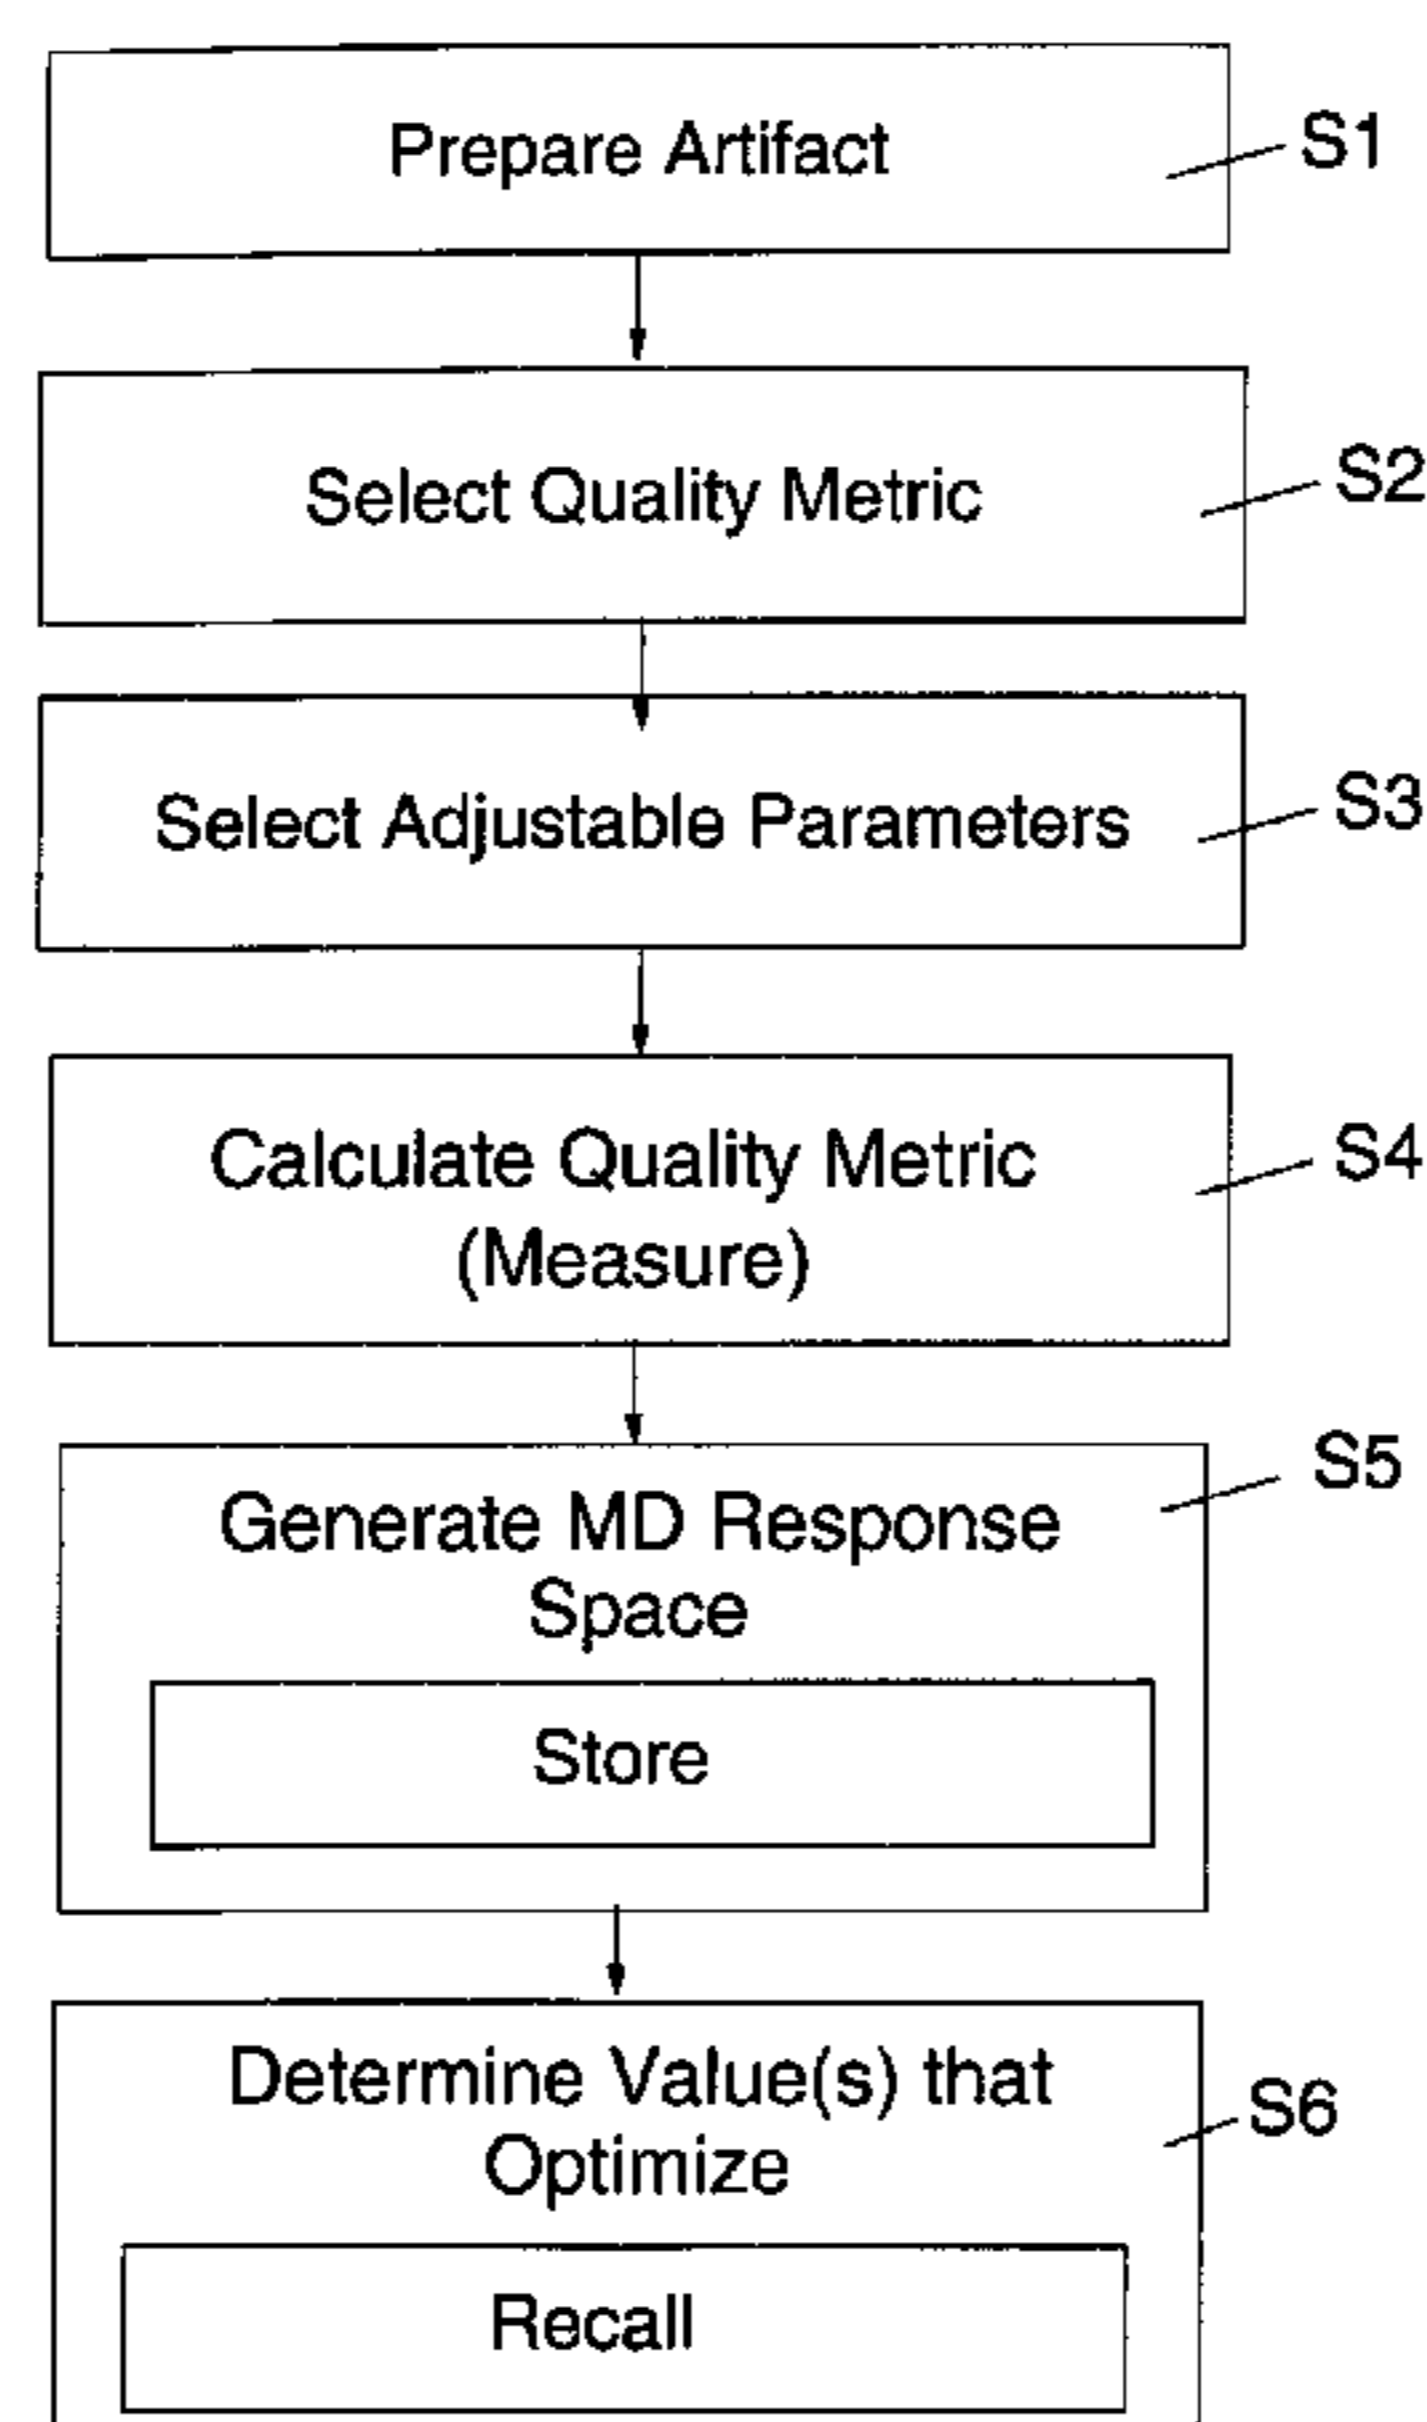 Prepare Artifact
S1
Select Quality Metric
S2
Select Adjustable Parameters
S3
Calculate Quality Metric
(Measure)
S4
Generate MD Response
Space
S5
Store
Determine Value(s) that
Optimize
S6
Recall